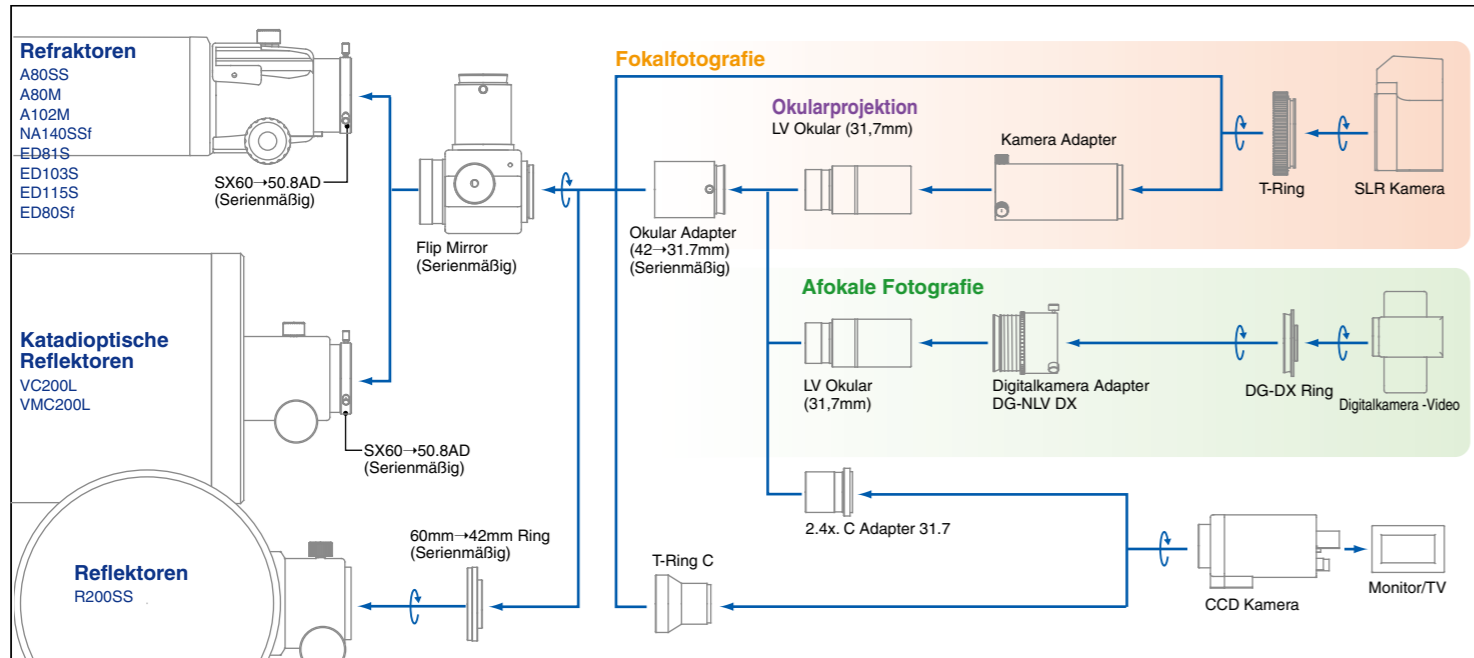 Refraktoren
A80SS
A80M
A102M
NA140SSf
ED81S
ED103S
ED115S
ED80Sf
SX60→50.8AD
(Serienmäßig)
Flip Mirror
(Serienmäßig)
Katadioptische
Reflektoren
VC200L
VMC200L
SX60→50.8AD
(Serienmäßig)
60mm→42mm Ring
(Serienmäßig)
Reflektoren
R200SS
Fokalfotografie
Okularprojektion
LV Okular (31,7mm)
Kamera Adapter
T-Ring
SLR Kamera
Okular Adapter
(42→31.7mm)
(Serienmäßig)
Afokale Fotografie
LV Okular
(31,7mm)
Digitalkamera Adapter
DG-NLV DX
DG-DX Ring
Digitalkamera -Video
2.4x. C Adapter 31.7
T-Ring C
CCD Kamera
Monitor/TV